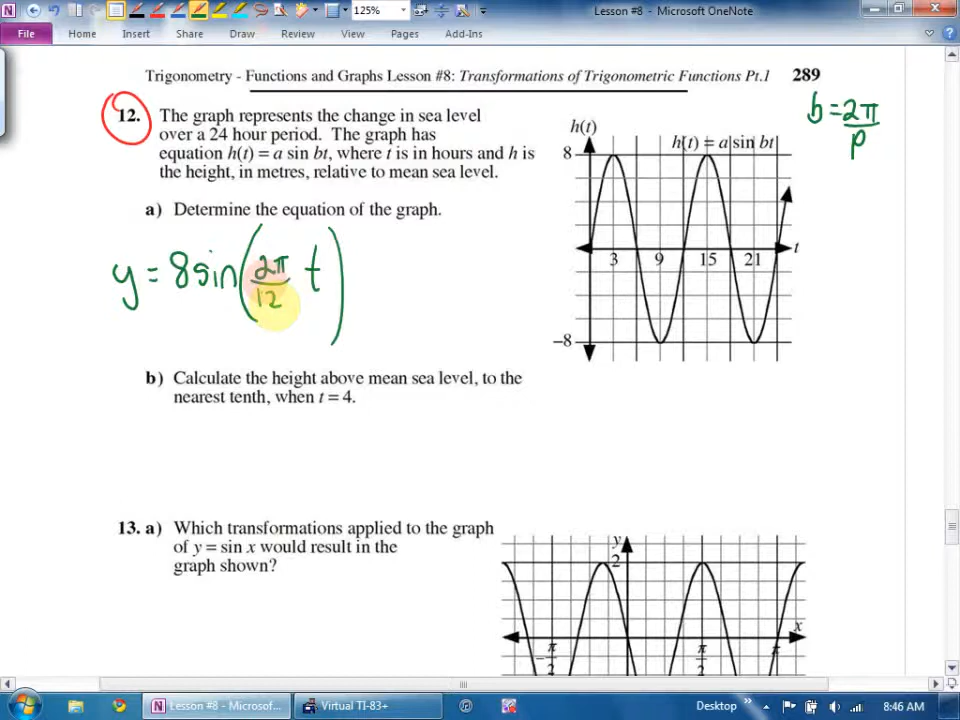 125%
Lesson #8 - Microsoft OneNote
File Home Insert Share Draw Review View Pages Add-Ins
Trigonometry - Functions and Graphs Lesson #8: Transformations of Trigonometric Functions Pt.1 289
12. The graph represents the change in sea level
over a 24 hour period. The graph has
equation h(t) = a sin bt, where t is in hours and h is
the height, in metres, relative to mean sea level.
a) Determine the equation of the graph.
y = 8sin(2π/12 t)
h(t)
h(t) = a sin bt
8
3 9 15 21 t
–8
b = 2π/p
b) Calculate the height above mean sea level, to the
nearest tenth, when t = 4.
13. a) Which transformations applied to the graph
of y = sin x would result in the
graph shown?
y
2
x
–π/2 π/2 π
Lesson #8 - Microsof...
Virtual TI-83+
Desktop
8:46 AM